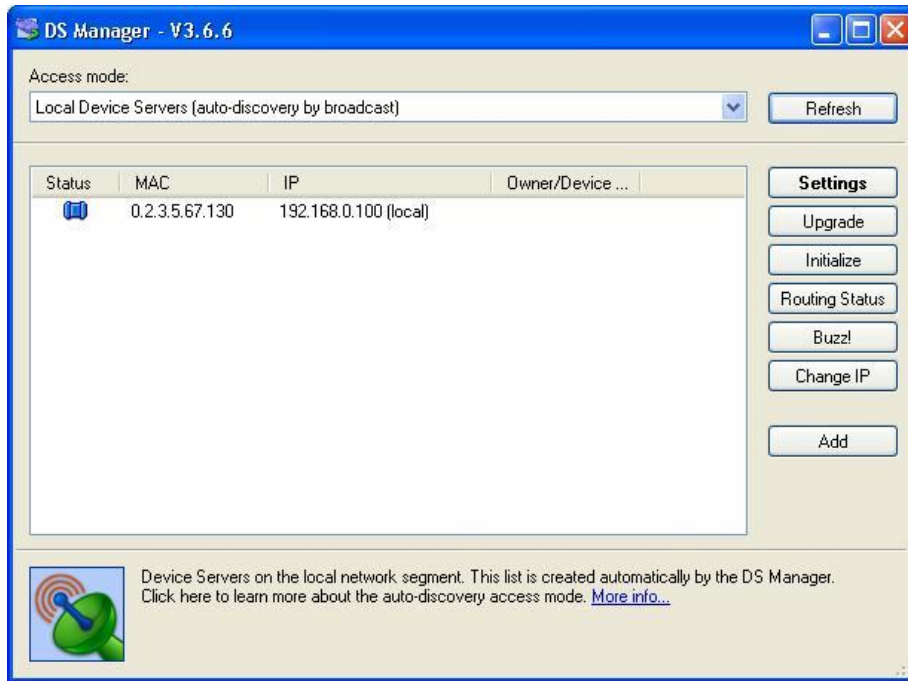 DS Manager - V3.6.6
Access mode:
Local Device Servers (auto-discovery by broadcast)
Refresh
Status MAC IP Owner/Device ...
0.2.3.5.67.130 192.168.0.100 (local)
Settings
Upgrade
Initialize
Routing Status
Buzz!
Change IP
Add
Device Servers on the local network segment. This list is created automatically by the DS Manager.
Click here to learn more about the auto-discovery access mode. More info...